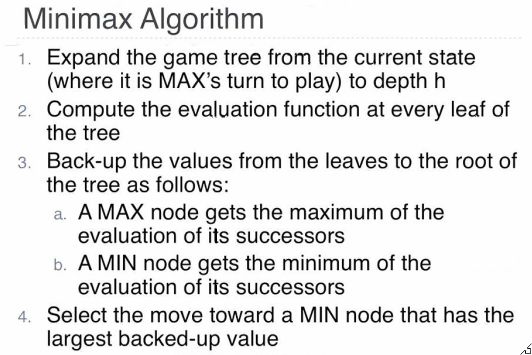 Minimax Algorithm
1. Expand the game tree from the current state
(where it is MAX's turn to play) to depth h
2. Compute the evaluation function at every leaf of
the tree
3. Back-up the values from the leaves to the root of
the tree as follows:
a. A MAX node gets the maximum of the
evaluation of its successors
b. A MIN node gets the minimum of the
evaluation of its successors
4. Select the move toward a MIN node that has the
largest backed-up value